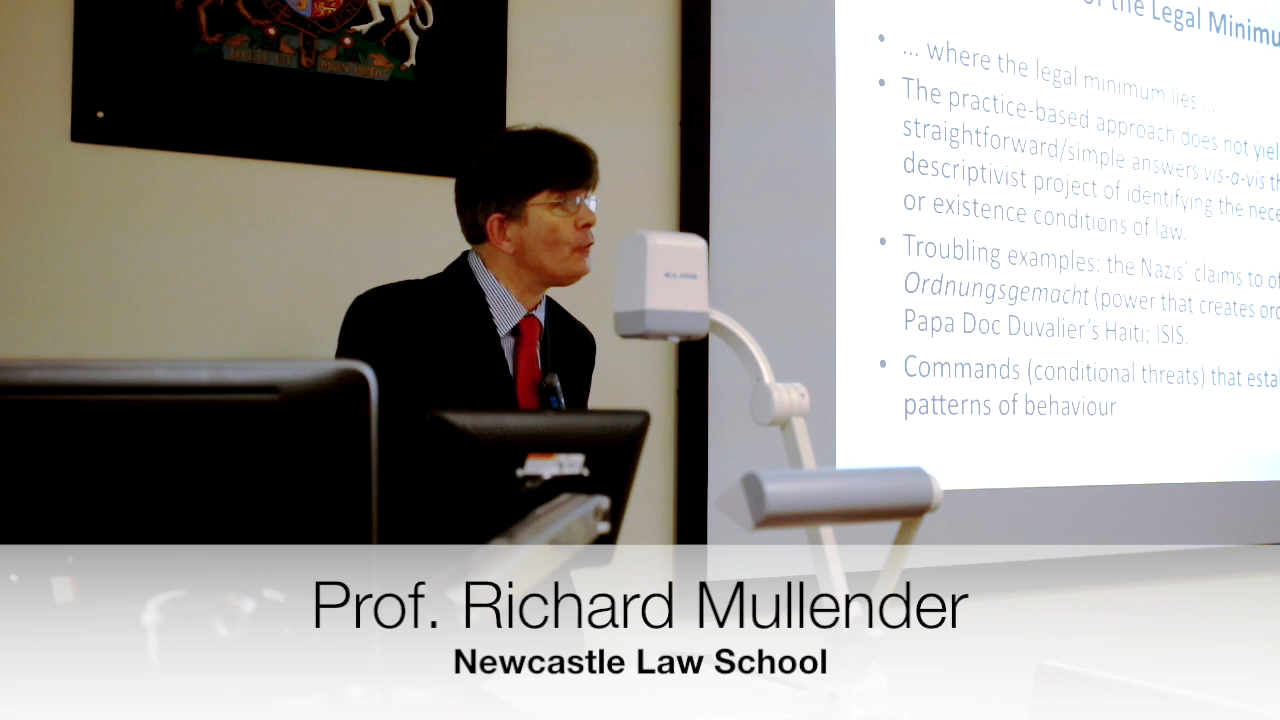 of the Legal Minimu
… where the legal minimum lies…
The practice-based approach does not yiel
straightforward/simple answers vis-a-vis th
descriptivist project of identifying the nece
or existence conditions of law.
Troubling examples: the Nazis' claims to of
Ordnungsgemacht (power that creates ord
Papa Doc Duvalier's Haiti; ISIS.
Commands (conditional threats) that estab
patterns of behaviour
Prof. Richard Mullender
Newcastle Law School